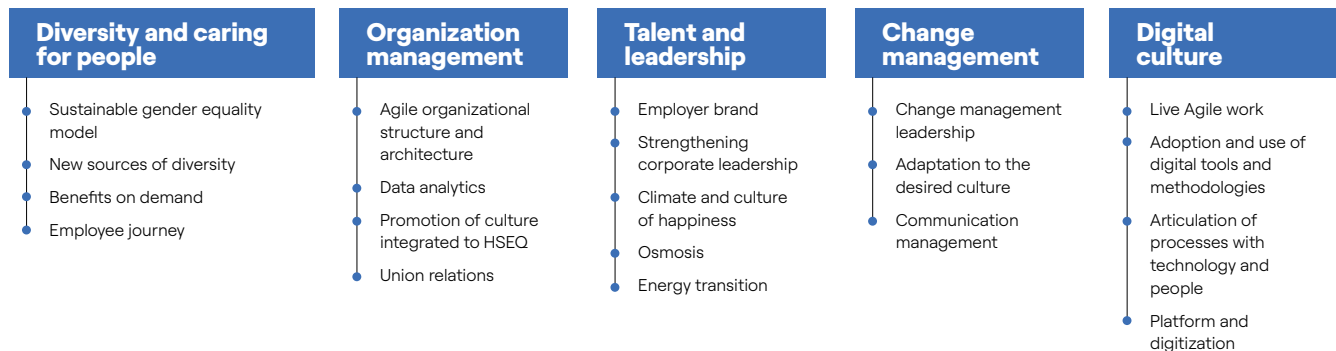 Diversity and caring
for people
Sustainable gender equality
model
New sources of diversity
Benefits on demand
Employee journey
Organization
management
Agile organizational
structure and
architecture
Data analytics
Promotion of culture
integrated to HSEQ
Union relations
Talent and
leadership
Employer brand
Strengthening
corporate leadership
Climate and culture
of happiness
Osmosis
Energy transition
Change
management
Change management
leadership
Adaptation to the
desired culture
Communication
management
Digital
culture
Live Agile work
Adoption and use of
digital tools and
methodologies
Articulation of
processes with
technology and
people
Platform and
digitization